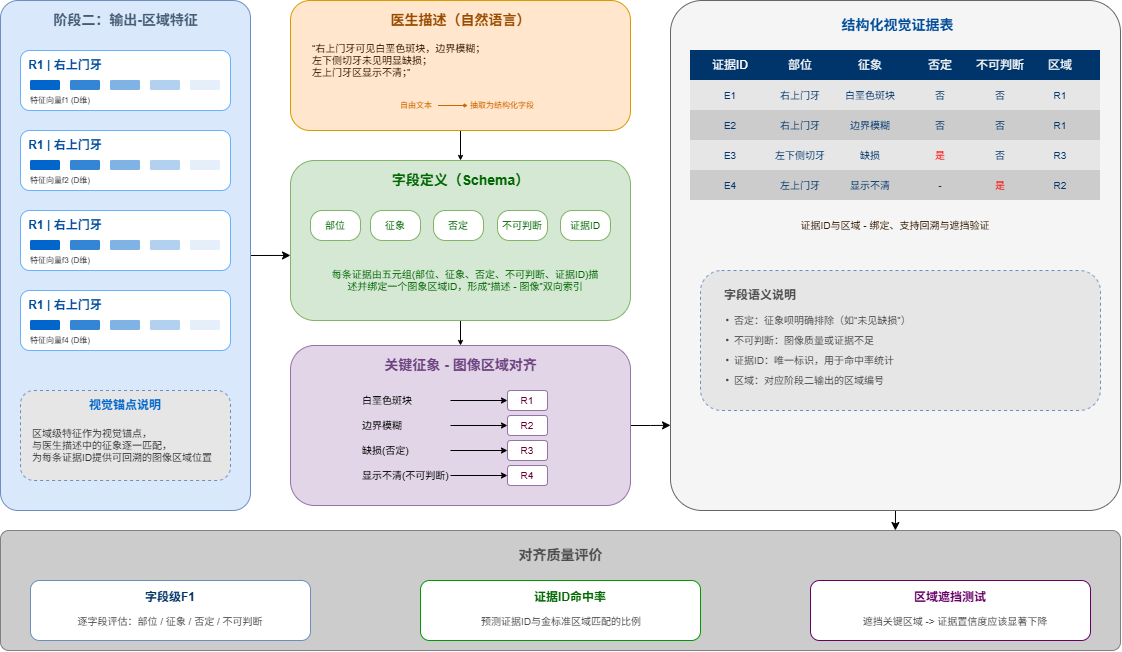 阶段二：输出-区域特征
R1 | 右上门牙
特征向量f1 (D维)
R1 | 右上门牙
特征向量f2 (D维)
R1 | 右上门牙
特征向量f3 (D维)
R1 | 右上门牙
特征向量f4 (D维)
视觉锚点说明
区域级特征作为视觉锚点，
与医生描述中的征象逐一匹配，
为每条证据ID提供可回溯的图像区域位置
医生描述（自然语言）
“右上门牙可见白垩色斑块，边界模糊；
左下侧切牙未见明显缺损；
左上门牙区显示不清；”
自由文本 抽取为结构化字段
字段定义（Schema）
部位 征象 否定 不可判断 证据ID
每条证据由五元组(部位、征象、否定、不可判断、证据ID)描
述并绑定一个图象区域ID，形成“描述 - 图像”双向索引
关键征象 - 图像区域对齐
白垩色斑块 R1
边界模糊 R2
缺损(否定) R3
显示不清(不可判断) R4
结构化视觉证据表
证据ID 部位 征象 否定 不可判断 区域
E1 右上门牙 白垩色斑块 否 否 R1
E2 右上门牙 边界模糊 否 否 R1
E3 左下侧切牙 缺损 是 否 R3
E4 左上门牙 显示不清 - 是 R2
证据ID与区域 - 绑定、支持回溯与遮挡验证
字段语义说明
• 否定：征象呗明确排除（如“未见缺损”）
• 不可判断：图像质量或证据不足
• 证据ID：唯一标识，用于命中率统计
• 区域：对应阶段二输出的区域编号
对齐质量评价
字段级F1
逐字段评估：部位 / 征象 / 否定 / 不可判断
证据ID命中率
预测证据ID与金标准区域匹配的比例
区域遮挡测试
遮挡关键区域 -> 证据置信度应该显著下降